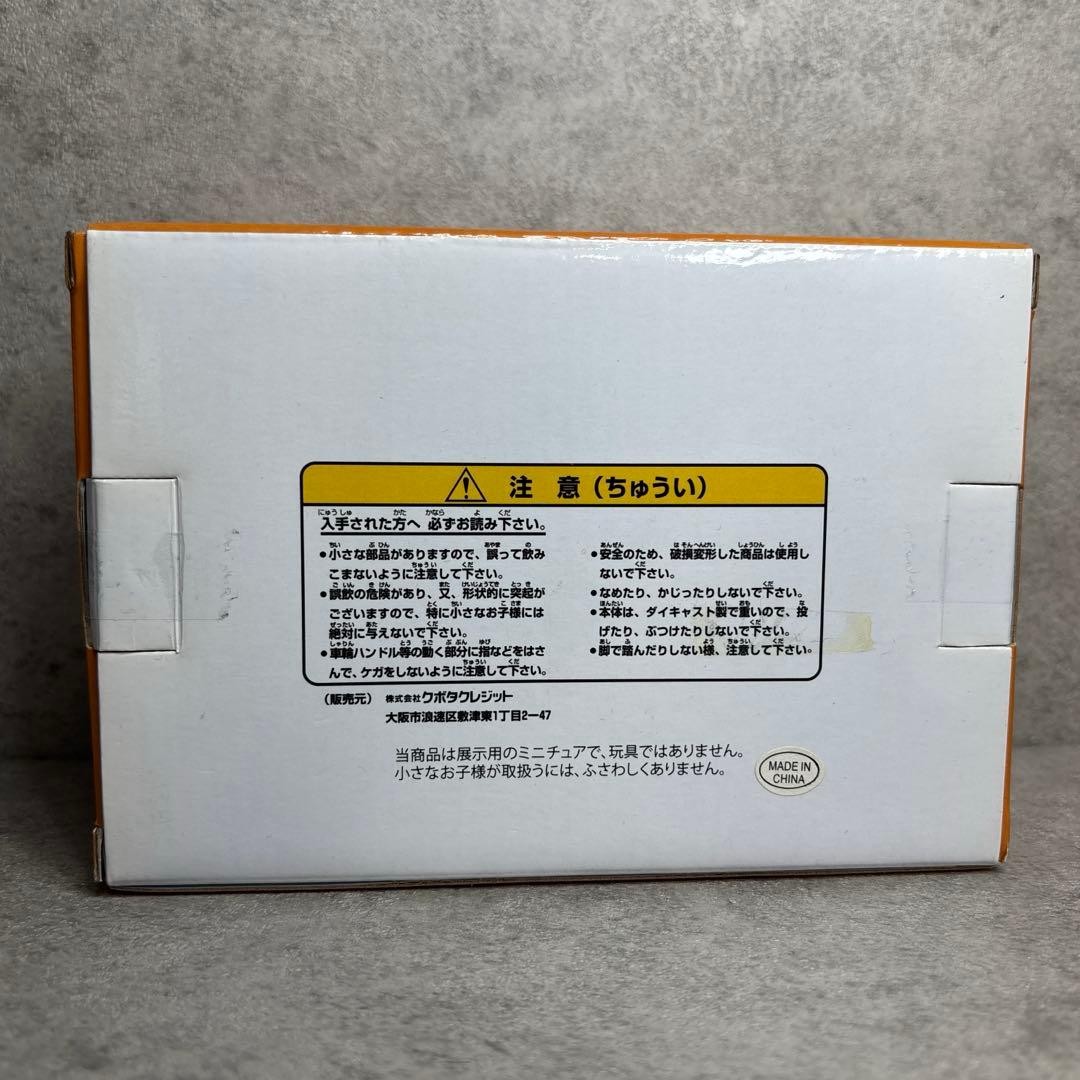 注 意（ちゅうい）
入手された方へ 必ずお読み下さい。
●小さな部品がありますので、誤って飲み
こまないように注意して下さい。
●誤飲の危険があり、又、形状的に突起が
ございますので、特に小さなお子様には
絶対に与えないで下さい。
●車輪ハンドル等の動く部分に指などをはさ
んで、ケガをしないように注意して下さい。
●安全のため、破損変形した商品は使用し
ないで下さい。
●なめたり、かじったりしないで下さい。
●本体は、ダイキャスト製で重いので、投
げたり、ぶつけたりしないで下さい。
●脚で踏んだりしない様、注意して下さい。
（販売元） 株式会社クボタクレジット
大阪市浪速区敷津東1丁目2ー47
当商品は展示用のミニチュアで、玩具ではありません。
小さなお子様が取扱うには、ふさわしくありません。
MADE IN
CHINA